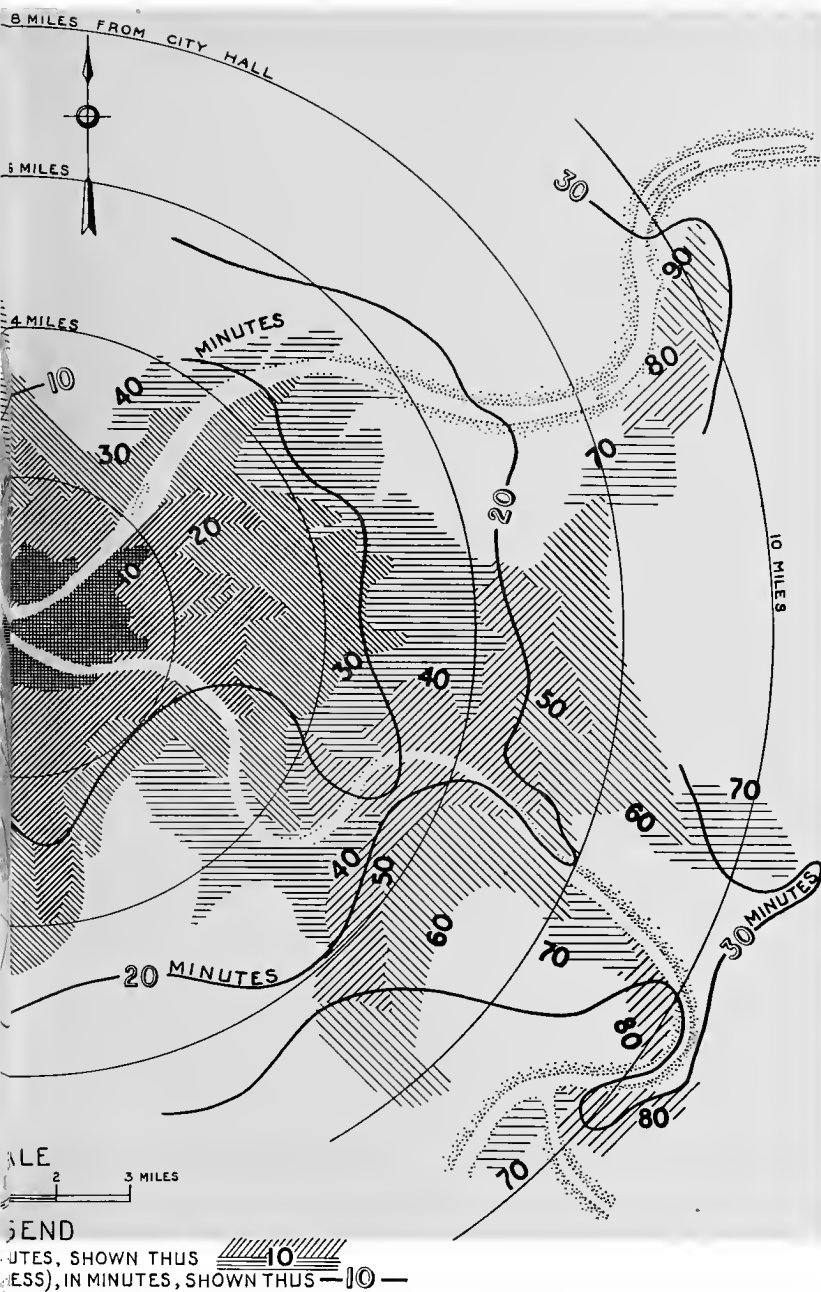 8 MILES FROM CITY HALL
6 MILES
4 MILES
10 MILES
MINUTES
30
90
80
70
10
40
30
20
10
20
30
40
50
60
70
40
50
60
70
80
80
70
20 MINUTES
30 MINUTES
ALE
2 3 MILES
GEND
UTES, SHOWN THUS 10
ESS), IN MINUTES, SHOWN THUS —10—